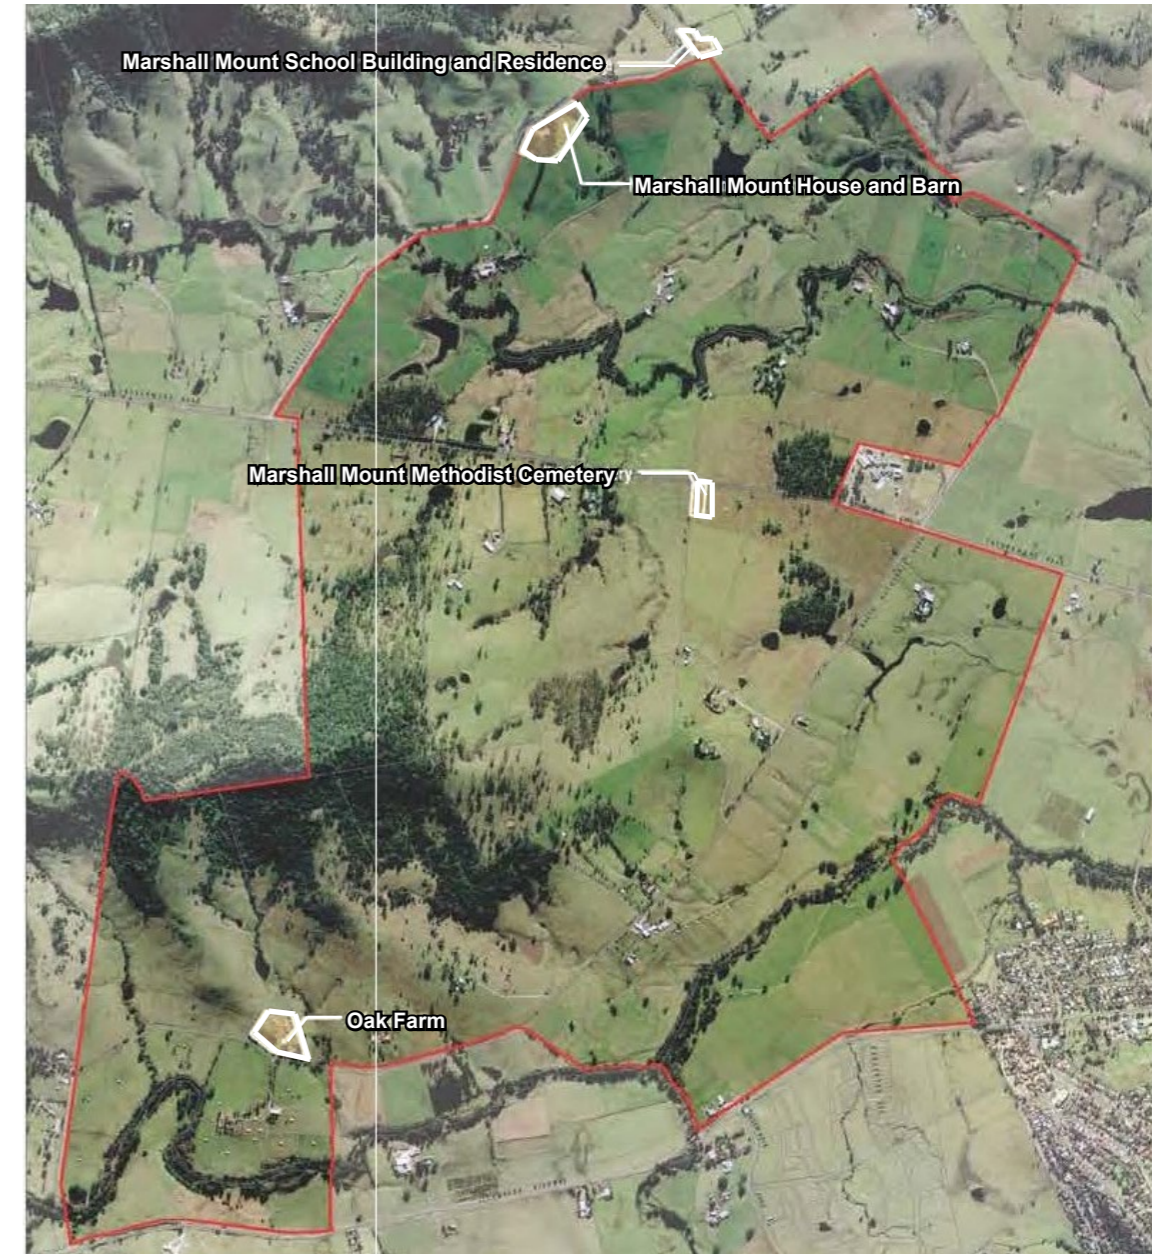 Marshall Mount School Building and Residence
Marshall Mount House and Barn
Marshall Mount Methodist Cemetery
Oak Farm